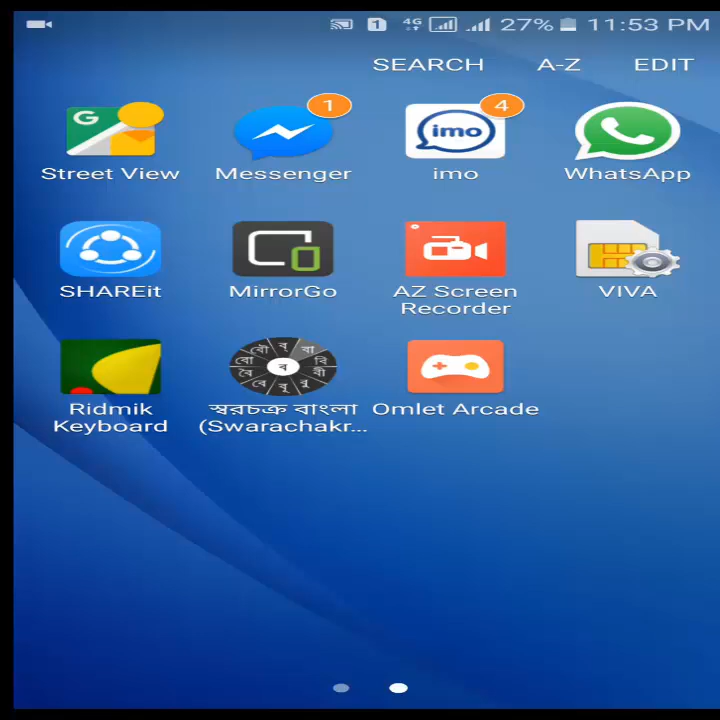 1 4G 27% 11:53 PM
SEARCH A-Z EDIT
G 1 imo 4
Street View Messenger imo WhatsApp
SHAREit MirrorGo AZ Screen VIVA
Recorder
বৌ ব্ বা
বো ব বি
বৈ বী
বে বৃ বু
Ridmik স্বরচক্র বাংলা Omlet Arcade
Keyboard (Swarachakr...